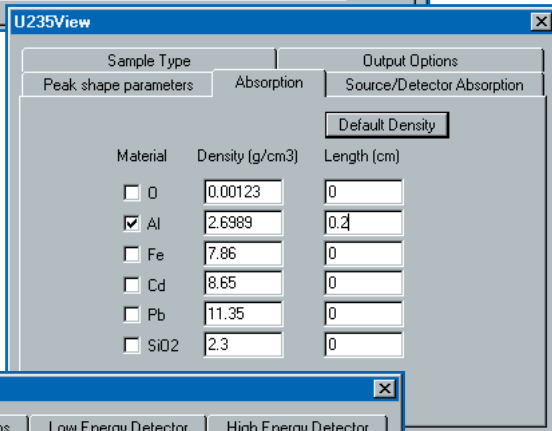 U235View
Sample Type Output Options
Peak shape parameters Absorption Source/Detector Absorption
Default Density
Material Density (g/cm3) Length (cm)
O 0.00123 0
Al 2.6989 0.2
Fe 7.86 0
Cd 8.65 0
Pb 11.35 0
SiO2 2.3 0
Low Energy Detector High Energy Detector